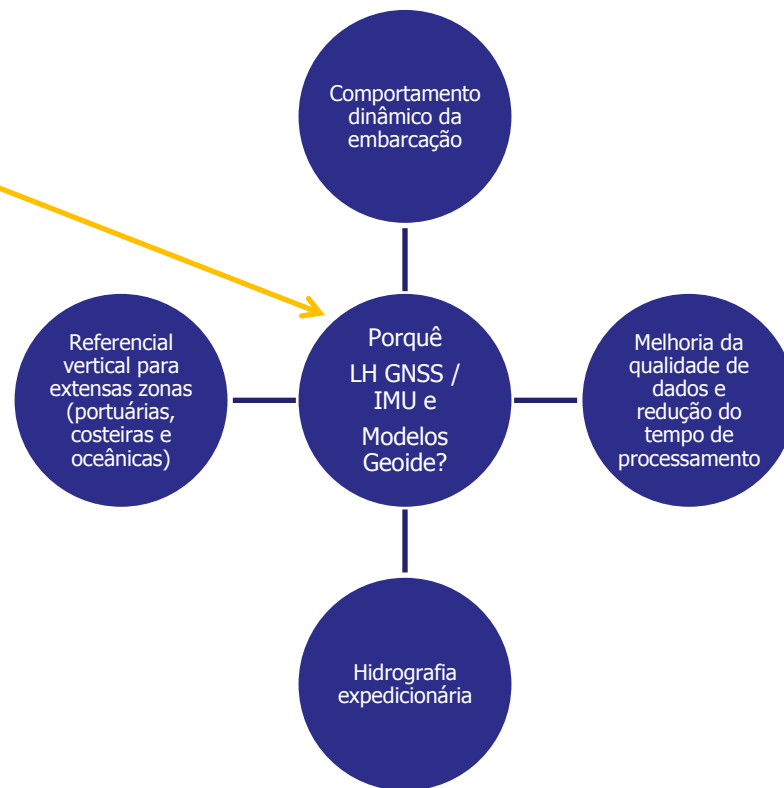 Comportamento
dinâmico da
embarcação
Referencial
vertical para
extensas zonas
(portuárias,
costeiras e
oceânicas)
Porquê
LH GNSS /
IMU e
Modelos
Geoide?
Melhoria da
qualidade de
dados e
redução do
tempo de
processamento
Hidrografia
expedicionária